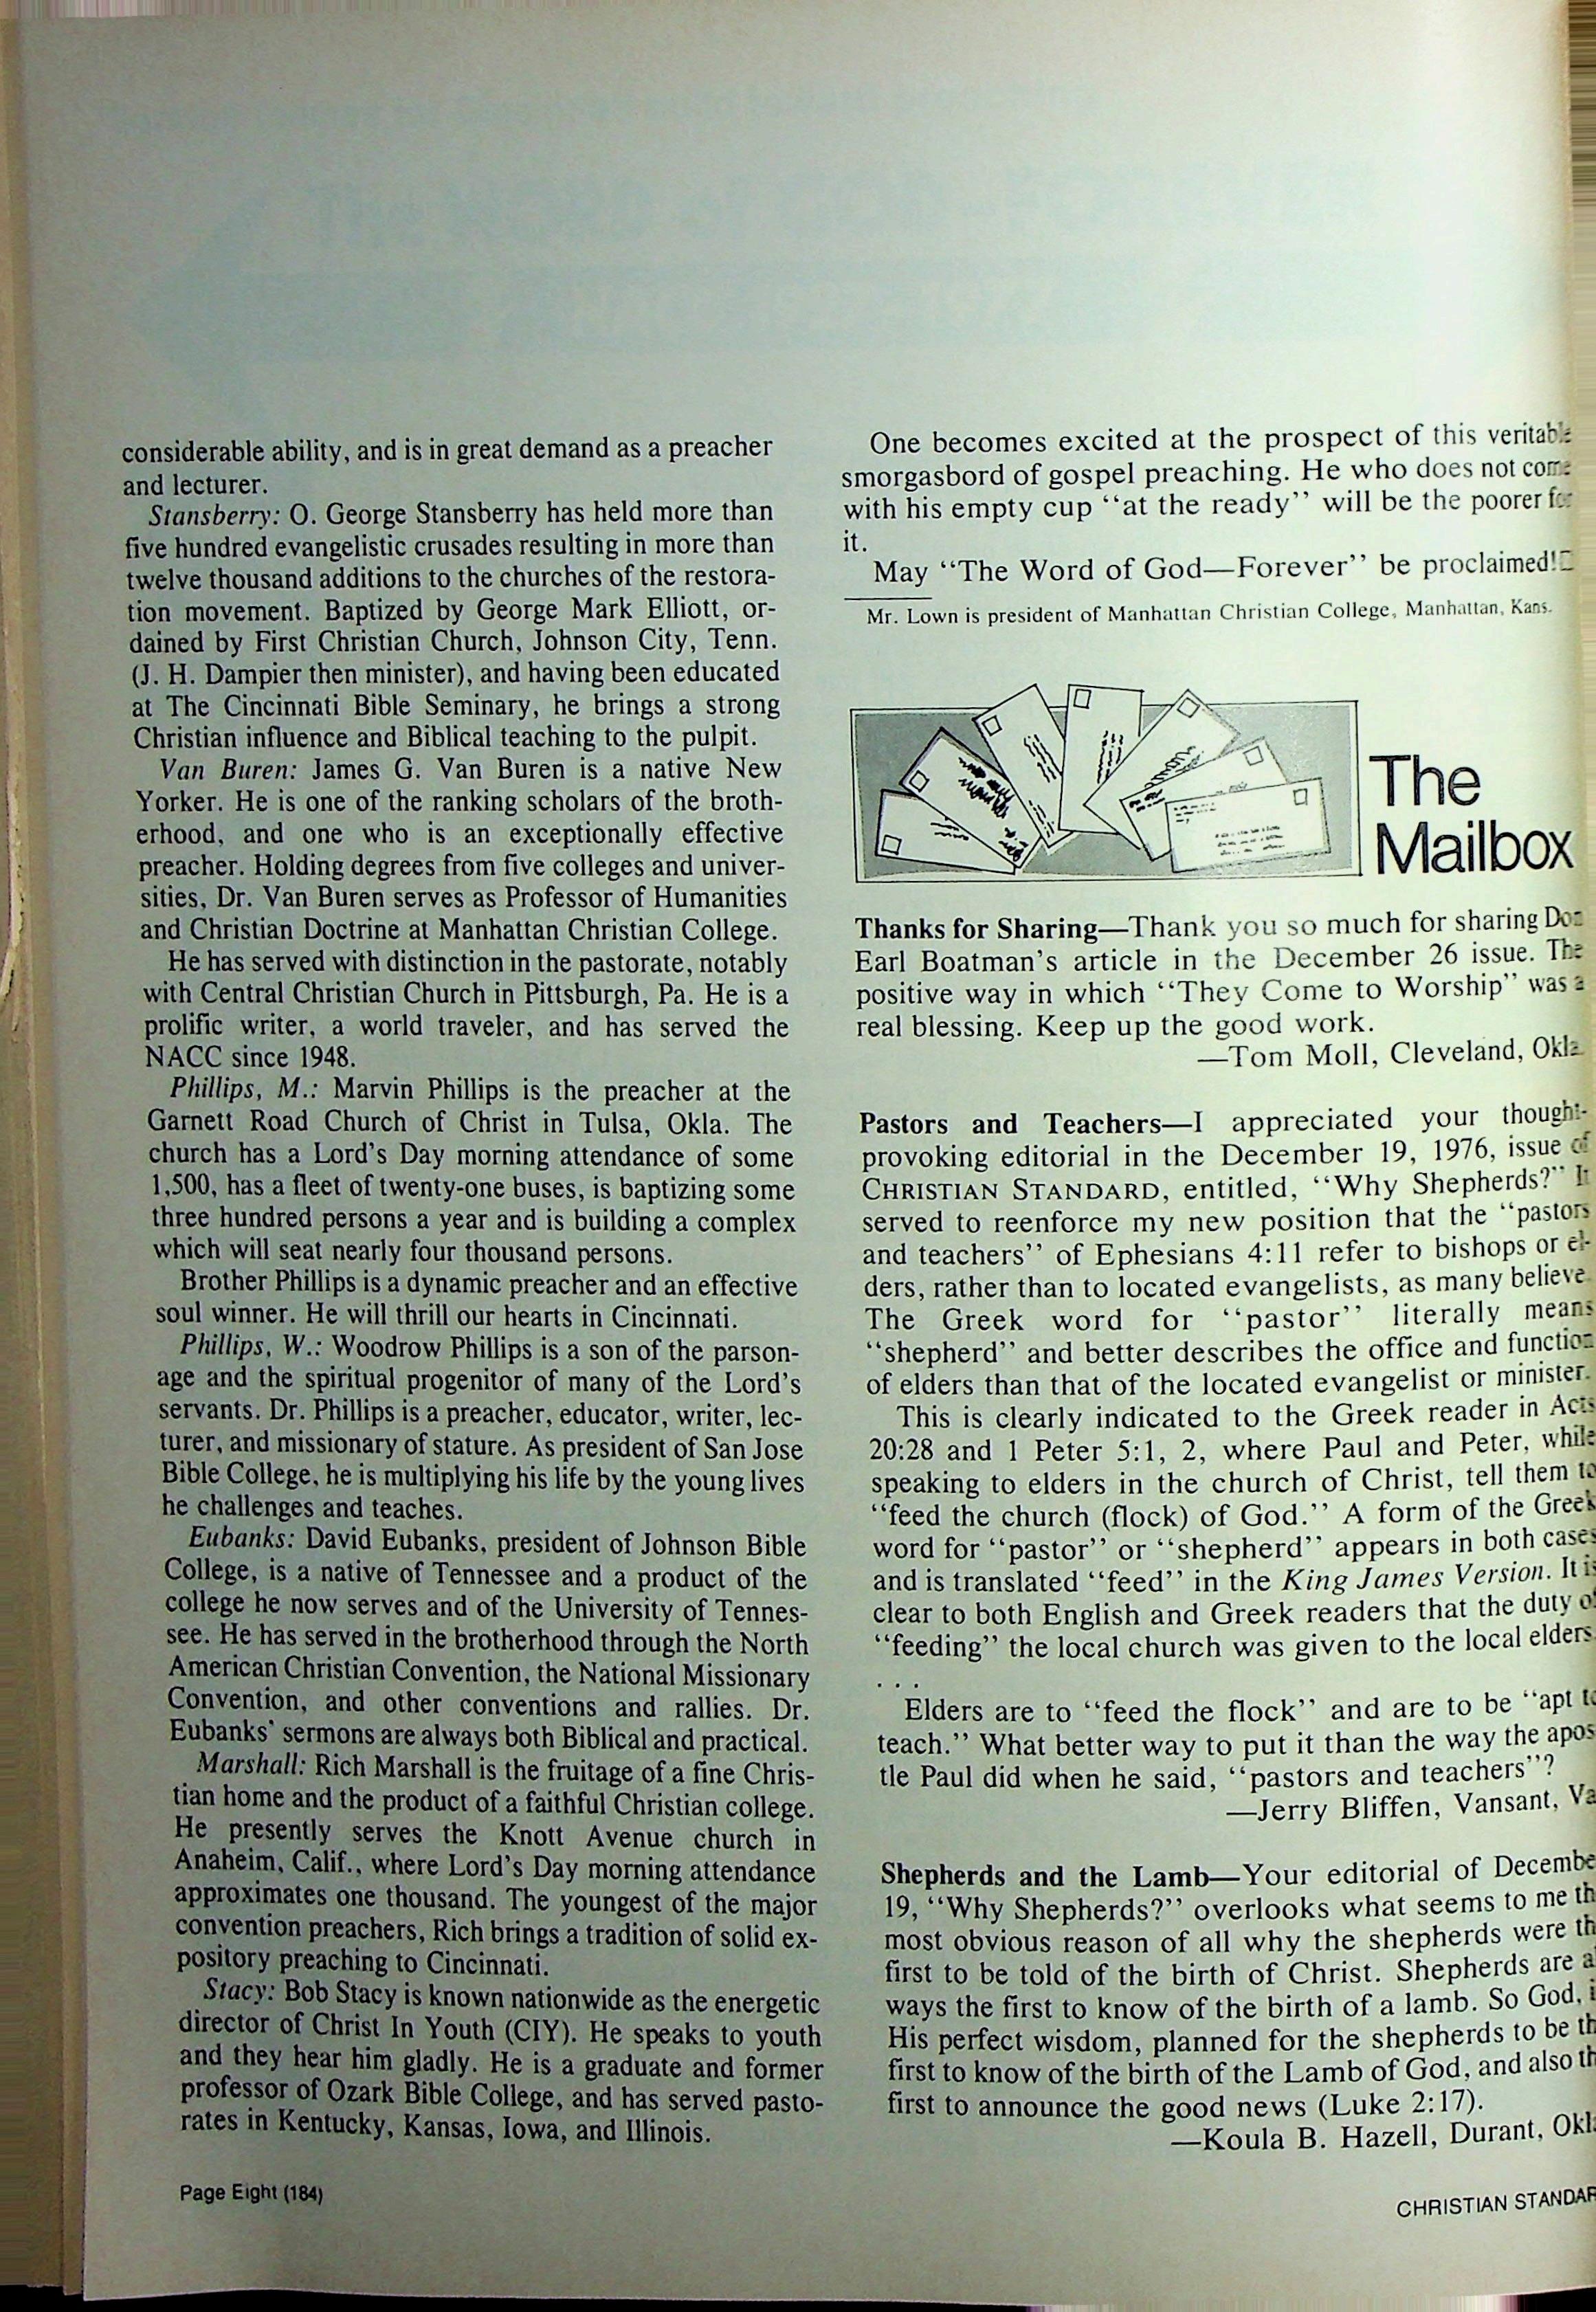 considerable ability, and is in great demand as a preacher
and lecturer.
Stansberry: O. George Stansberry has held more than
five hundred evangelistic crusades resulting in more than
twelve thousand additions to the churches of the restora-
tion movement. Baptized by George Mark Elliott, or-
dained by First Christian Church, Johnson City, Tenn.
(J. H. Dampier then minister), and having been educated
at The Cincinnati Bible Seminary, he brings a strong
Christian influence and Biblical teaching to the pulpit.
Van Buren: James G. Van Buren is a native New
Yorker. He is one of the ranking scholars of the broth-
erhood, and one who is an exceptionally effective
preacher. Holding degrees from five colleges and univer-
sities, Dr. Van Buren serves as Professor of Humanities
and Christian Doctrine at Manhattan Christian College.
He has served with distinction in the pastorate, notably
with Central Christian Church in Pittsburgh, Pa. He is a
prolific writer, a world traveler, and has served the
NACC since 1948.
Phillips, M.: Marvin Phillips is the preacher at the
Garnett Road Church of Christ in Tulsa, Okla. The
church has a Lord's Day morning attendance of some
1,500, has a fleet of twenty-one buses, is baptizing some
three hundred persons a year and is building a complex
which will seat nearly four thousand persons.
Brother Phillips is a dynamic preacher and an effective
soul winner. He will thrill our hearts in Cincinnati.
Phillips, W.: Woodrow Phillips is a son of the parson-
age and the spiritual progenitor of many of the Lord's
servants. Dr. Phillips is a preacher, educator, writer, lec-
turer, and missionary of stature. As president of San Jose
Bible College, he is multiplying his life by the young lives
he challenges and teaches.
Eubanks: David Eubanks, president of Johnson Bible
College, is a native of Tennessee and a product of the
college he now serves and of the University of Tennes-
see. He has served in the brotherhood through the North
American Christian Convention, the National Missionary
Convention, and other conventions and rallies. Dr.
Eubanks' sermons are always both Biblical and practical.
Marshall: Rich Marshall is the fruitage of a fine Chris-
tian home and the product of a faithful Christian college.
He presently serves the Knott Avenue church in
Anaheim, Calif., where Lord's Day morning attendance
approximates one thousand. The youngest of the major
convention preachers, Rich brings a tradition of solid ex-
pository preaching to Cincinnati.
Stacy: Bob Stacy is known nationwide as the energetic
director of Christ In Youth (CIY). He speaks to youth
and they hear him gladly. He is a graduate and former
professor of Ozark Bible College, and has served pasto-
rates in Kentucky, Kansas, Iowa, and Illinois.
One becomes excited at the prospect of this veritable
smorgasbord of gospel preaching. He who does not come
with his empty cup “at the ready” will be the poorer for
it.
May “The Word of God—Forever” be proclaimed!□
Mr. Lown is president of Manhattan Christian College, Manhattan, Kans.
The
Mailbox
Thanks for Sharing—Thank you so much for sharing Don
Earl Boatman's article in the December 26 issue. The
positive way in which “They Come to Worship” was a
real blessing. Keep up the good work.
—Tom Moll, Cleveland, Okla
Pastors and Teachers—I appreciated your thought-
provoking editorial in the December 19, 1976, issue of
CHRISTIAN STANDARD, entitled, “Why Shepherds?” It
served to reenforce my new position that the “pastors
and teachers” of Ephesians 4:11 refer to bishops or el-
ders, rather than to located evangelists, as many believe.
The Greek word for “pastor” literally means
“shepherd” and better describes the office and function
of elders than that of the located evangelist or minister.
This is clearly indicated to the Greek reader in Acts
20:28 and 1 Peter 5:1, 2, where Paul and Peter, while
speaking to elders in the church of Christ, tell them to
“feed the church (flock) of God.” A form of the Greek
word for “pastor” or “shepherd” appears in both cases
and is translated “feed” in the King James Version. It is
clear to both English and Greek readers that the duty of
“feeding” the local church was given to the local elders.
. . .
Elders are to “feed the flock” and are to be “apt to
teach.” What better way to put it than the way the apos
tle Paul did when he said, “pastors and teachers”?
—Jerry Bliffen, Vansant, Va
Shepherds and the Lamb—Your editorial of Decembe
19, “Why Shepherds?” overlooks what seems to me th
most obvious reason of all why the shepherds were th
first to be told of the birth of Christ. Shepherds are a
ways the first to know of the birth of a lamb. So God, i
His perfect wisdom, planned for the shepherds to be th
first to know of the birth of the Lamb of God, and also th
first to announce the good news (Luke 2:17).
—Koula B. Hazell, Durant, Okla
Page Eight (184)
CHRISTIAN STANDAR